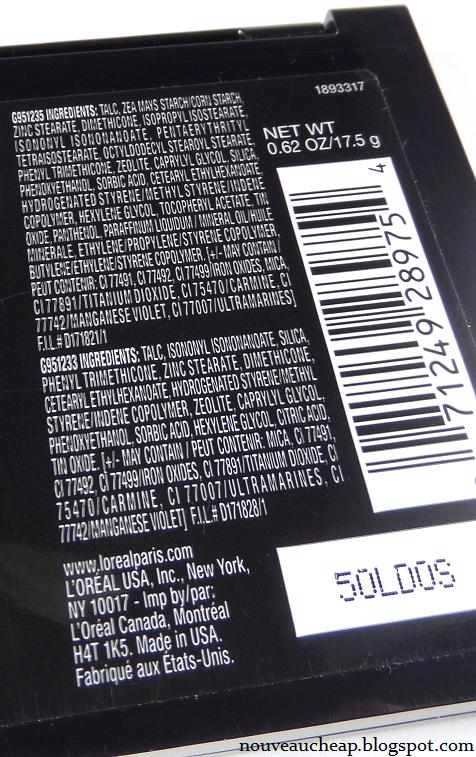 1893317
G951235 INGREDIENTS: TALC, ZEA MAYS STARCH/CORN STARCH,
ZINC STEARATE, DIMETHICONE, ISOPROPYL ISOSTEARATE,
ISONONYL ISONONANOATE, PENTAERYTHRITYL
TETRAISOSTEARATE, OCTYLDODECYL STEAROYL STEARATE,
PHENYL TRIMETHICONE, ZEOLITE, CAPRYLYL GLYCOL, SILICA,
PHENOXYETHANOL, SORBIC ACID, CETEARYL ETHYLHEXANOATE,
HYDROGENATED STYRENE/METHYL STYRENE/INDENE
COPOLYMER, HEXYLENE GLYCOL, TOCOPHERYL ACETATE, TIN
OXIDE, PANTHENOL, PARAFFINUM LIQUIDUM / MINERAL OIL/HUILE
MINERALE, ETHYLENE/PROPYLENE/STYRENE COPOLYMER,
BUTYLENE/ETHYLENE/STYRENE COPOLYMER, [+/- MAY CONTAIN /
PEUT CONTENIR: CI 77491, CI 77492, CI 77499/IRON OXIDES, MICA,
CI 77891/TITANIUM DIOXIDE, CI 75470/CARMINE, CI
77742/MANGANESE VIOLET, CI 77007/ULTRAMARINES]
F.I.L.# D171821/1
G951233 INGREDIENTS: TALC, ISONONYL ISONONANOATE, SILICA,
PHENYL TRIMETHICONE, ZINC STEARATE, DIMETHICONE,
CETEARYL ETHYLHEXANOATE, HYDROGENATED STYRENE/METHYL
STYRENE/INDENE COPOLYMER, ZEOLITE, CAPRYLYL GLYCOL,
PHENOXYETHANOL, SORBIC ACID, HEXYLENE GLYCOL, CITRIC ACID,
TIN OXIDE. [+/- MAY CONTAIN / PEUT CONTENIR: MICA, CI 77491,
CI 77492, CI 77499/IRON OXIDES, CI 77891/TITANIUM DIOXIDE, CI
75470/CARMINE, CI 77007/ULTRAMARINES, CI
77742/MANGANESE VIOLET] F.I.L.# D171828/1
www.lorealparis.com
L'ORÉAL USA, Inc., New York,
NY 10017 - Imp by/par:
L'Oréal Canada, Montréal
H4T 1K5. Made in USA.
Fabriqué aux États-Unis.
NET WT
0.62 OZ/17.5 g
71249 28975 4
50LD0S
nouveaucheap.blogspot.com